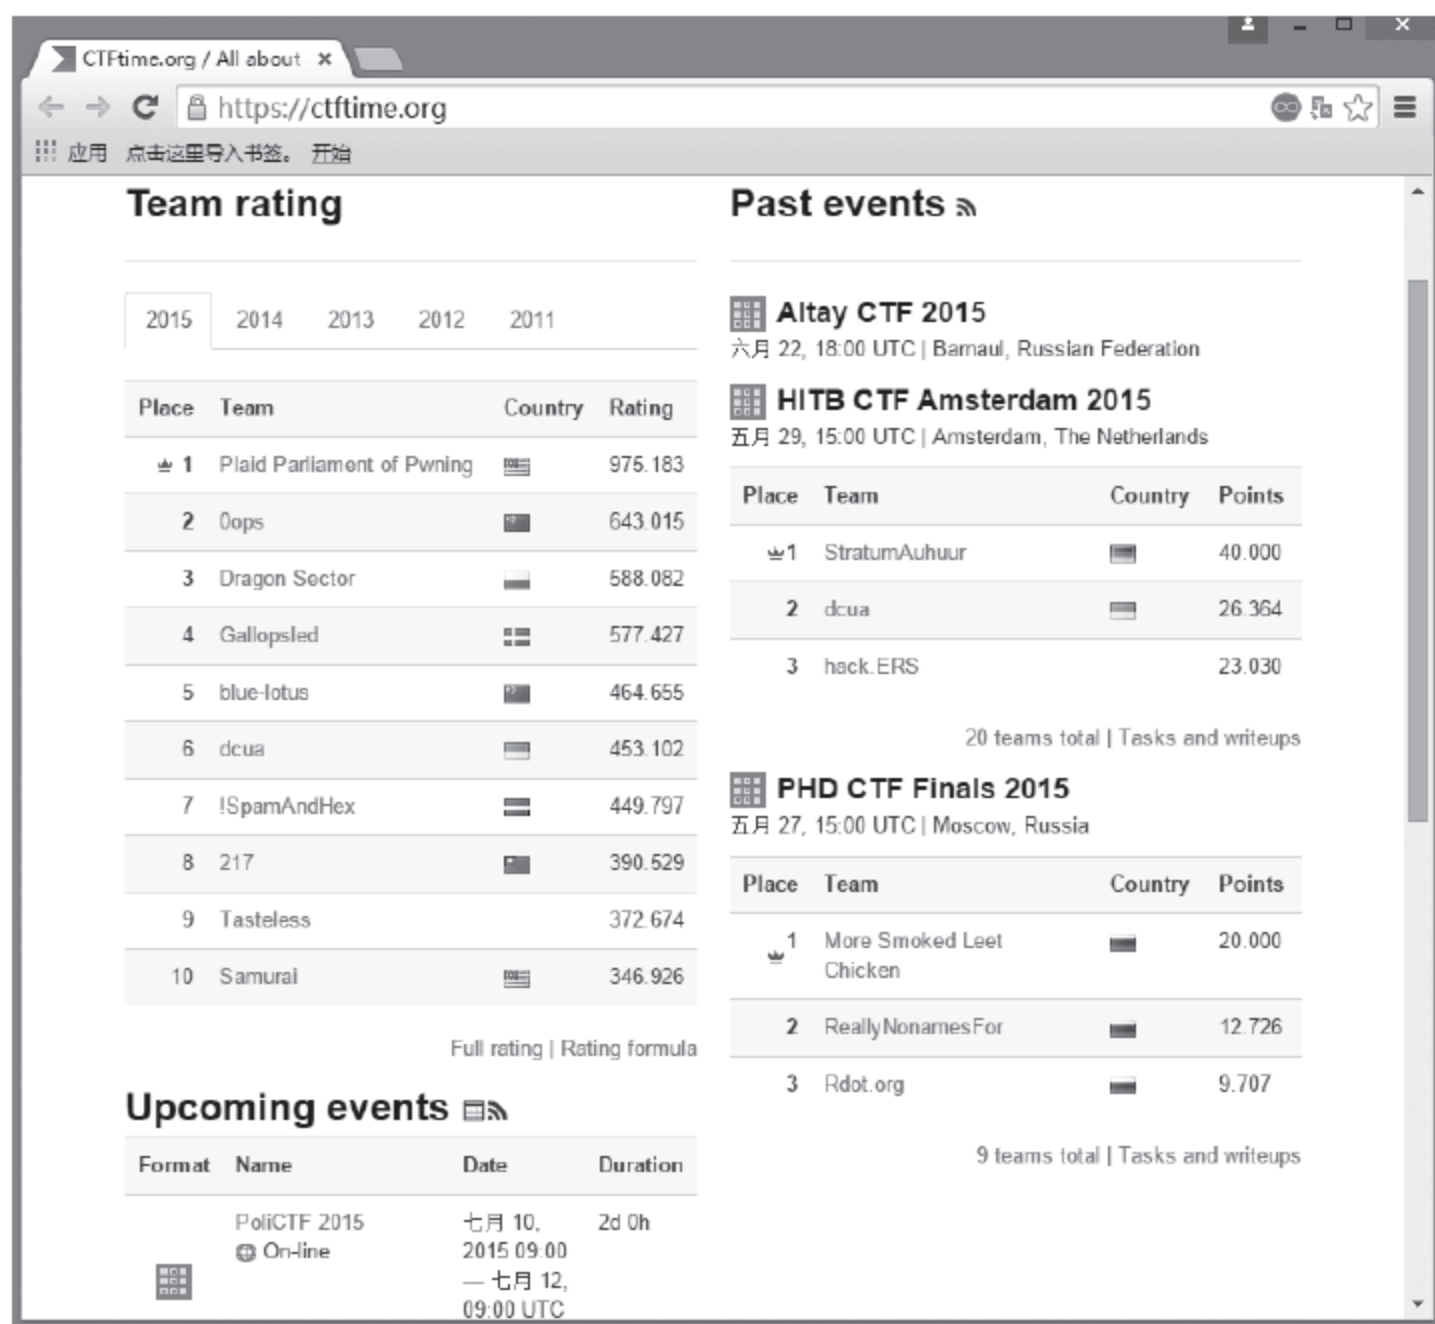 CTFtime.org / All about
https://ctftime.org
应用 点击这里导入书签。 开始
Team rating
2015 2014 2013 2012 2011
Place Team Country Rating
1 Plaid Parliament of Pwning 975.183
2 0ops 643.015
3 Dragon Sector 588.082
4 Gallopsled 577.427
5 blue-lotus 464.655
6 dcua 453.102
7 !SpamAndHex 449.797
8 217 390.529
9 Tasteless 372.674
10 Samurai 346.926
Full rating | Rating formula
Upcoming events
Format Name Date Duration
PoliCTF 2015 七月 10, 2d 0h
On-line 2015 09:00
— 七月 12,
09:00 UTC
Past events
Altay CTF 2015
六月 22, 18:00 UTC | Barnaul, Russian Federation
HITB CTF Amsterdam 2015
五月 29, 15:00 UTC | Amsterdam, The Netherlands
Place Team Country Points
1 StratumAuhuur 40.000
2 dcua 26.364
3 hack.ERS 23.030
20 teams total | Tasks and writeups
PHD CTF Finals 2015
五月 27, 15:00 UTC | Moscow, Russia
Place Team Country Points
1 More Smoked Leet 20.000
Chicken
2 ReallyNonamesFor 12.726
3 Rdot.org 9.707
9 teams total | Tasks and writeups